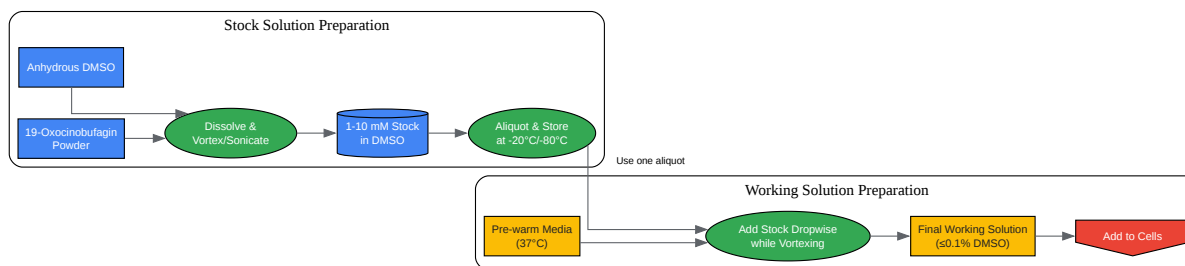 Stock Solution Preparation
Anhydrous DMSO
19-Oxocinobufagin
Powder
Dissolve &
Vortex/Sonicate
1-10 mM Stock
in DMSO
Aliquot & Store
at -20°C/-80°C
Use one aliquot
Working Solution Preparation
Pre-warm Media
(37°C)
Add Stock Dropwise
while Vortexing
Final Working Solution
(≤0.1% DMSO)
Add to Cells